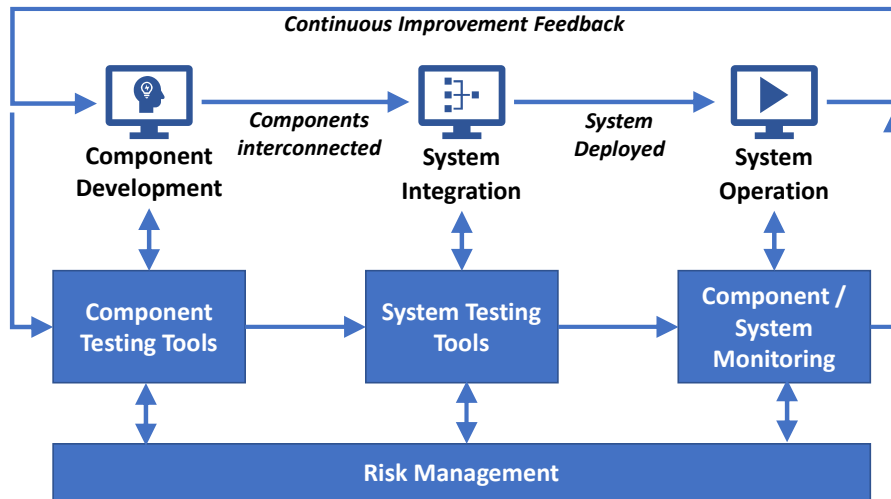 Continuous Improvement Feedback
Components
interconnected
System
Deployed
Component
Development
System
Integration
System
Operation
Component
Testing Tools
System Testing
Tools
Component /
System
Monitoring
Risk Management